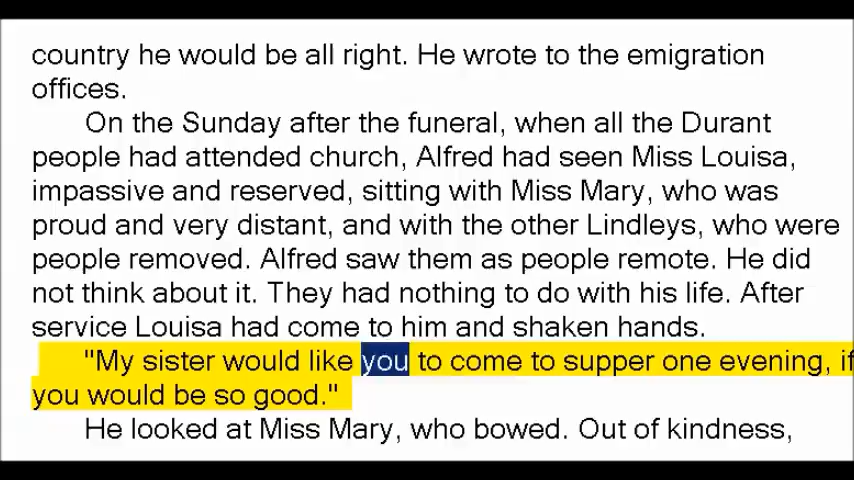 country he would be all right. He wrote to the emigration
offices.
On the Sunday after the funeral, when all the Durant
people had attended church, Alfred had seen Miss Louisa,
impassive and reserved, sitting with Miss Mary, who was
proud and very distant, and with the other Lindleys, who were
people removed. Alfred saw them as people remote. He did
not think about it. They had nothing to do with his life. After
service Louisa had come to him and shaken hands.
"My sister would like you to come to supper one evening, if
you would be so good."
He looked at Miss Mary, who bowed. Out of kindness,